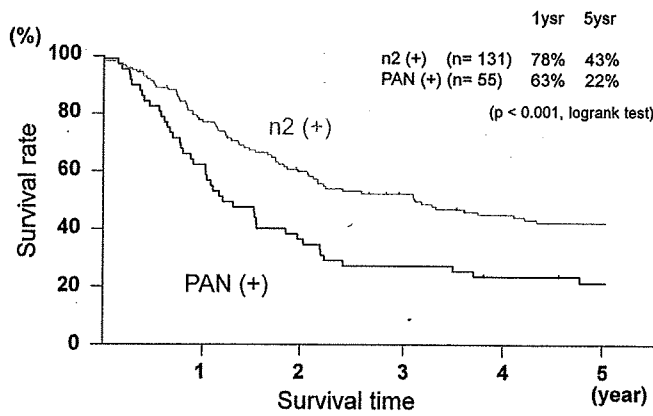 1ysr 5ysr
(%)
n2 (+) (n= 131) 78% 43%
PAN (+) (n= 55) 63% 22%
(p < 0.001, logrank test)
100
80
60
40
20
0
Survival rate
n2 (+)
PAN (+)
1 2 3 4 5
Survival time (year)